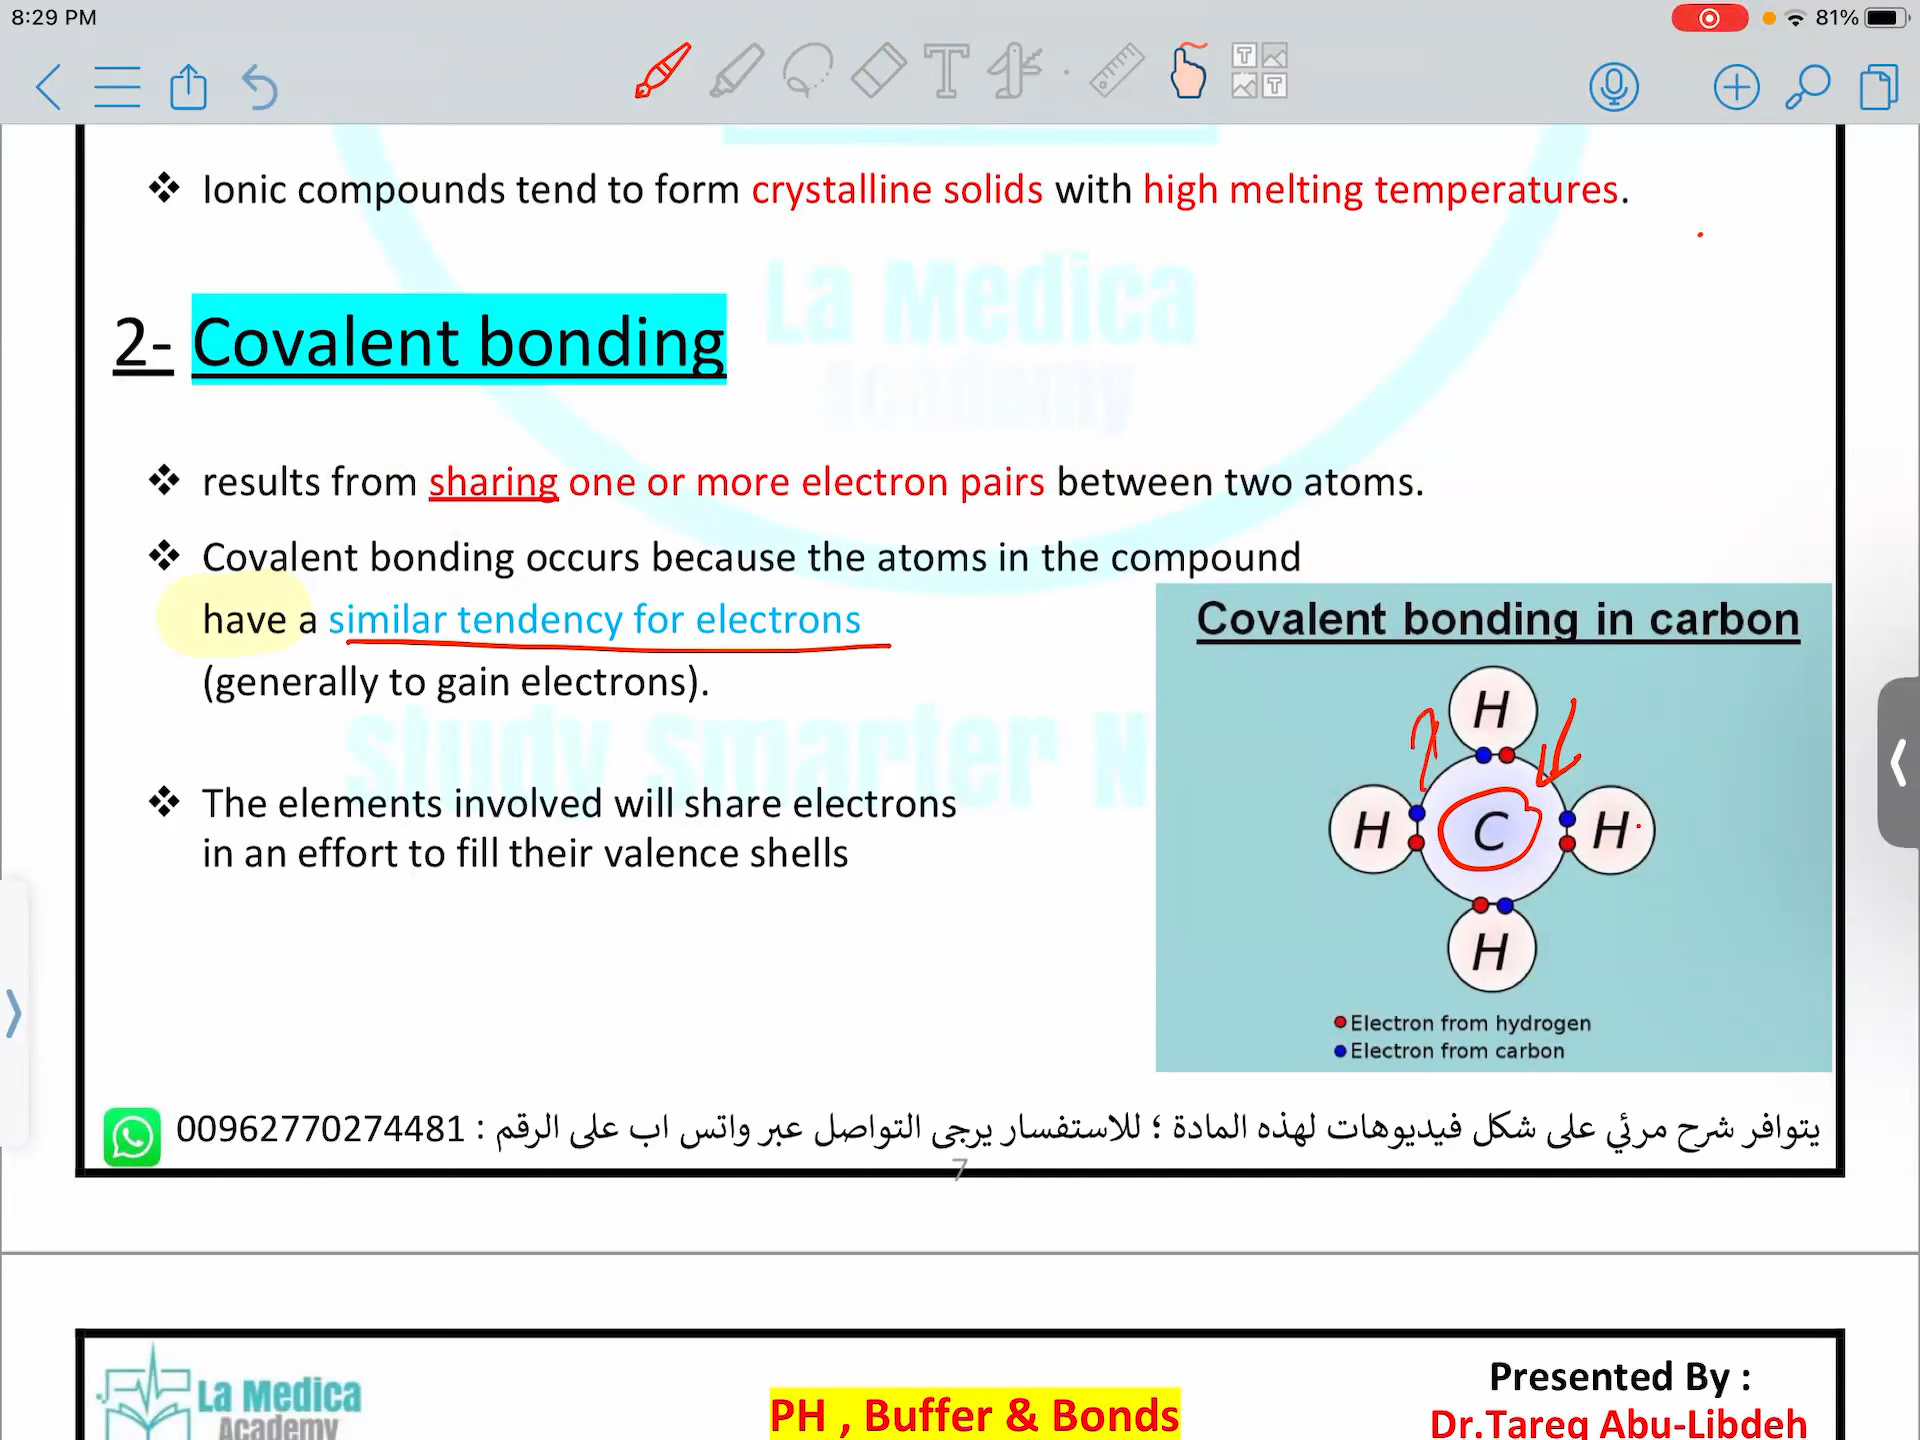 8:29 PM
81%
T
T
T
❖ Ionic compounds tend to form crystalline solids with high melting temperatures.
La Medica
Academy
2- Covalent bonding
❖ results from sharing one or more electron pairs between two atoms.
❖ Covalent bonding occurs because the atoms in the compound
have a similar tendency for electrons
(generally to gain electrons).
Study Smarter N
❖ The elements involved will share electrons
in an effort to fill their valence shells
Covalent bonding in carbon
H
H C H
H
Electron from hydrogen
Electron from carbon
يتوافر شرح مرئي على شكل فيديوهات لهذه المادة ؛ للاستفسار يرجى التواصل عبر واتس اب على الرقم : 00962770274481
7
La Medica
Academy
PH , Buffer & Bonds
Presented By :
Dr.Tareq Abu-Libdeh